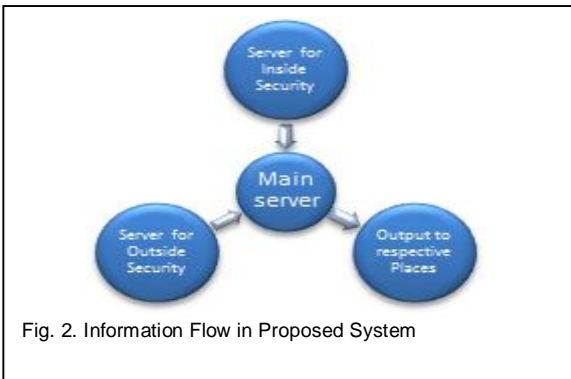 Server for
Inside
Security
Main
server
Server for
Outside
Security
Output to
respective
Places
Fig. 2. Information Flow in Proposed System